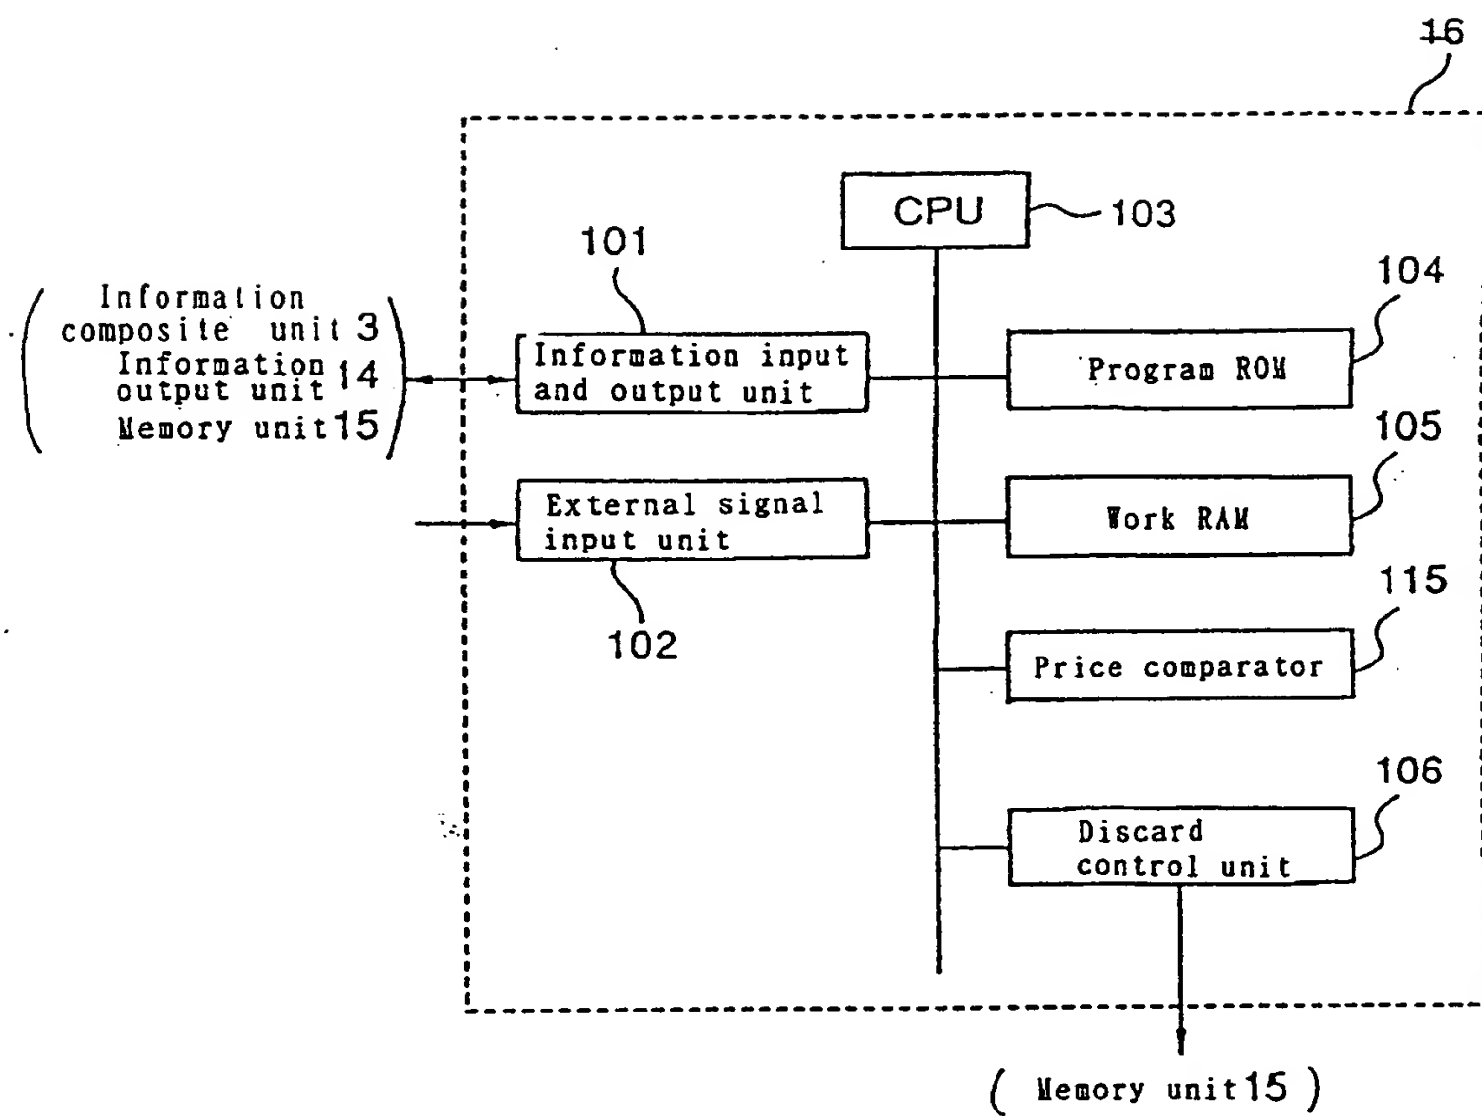 16
CPU
103
101
104
( Information
composite unit 3
Information
output unit 14
Memory unit 15 )
Information input
and output unit
Program ROM
105
External signal
input unit
Work RAM
102
115
Price comparator
106
Discard
control unit
( Memory unit 15 )